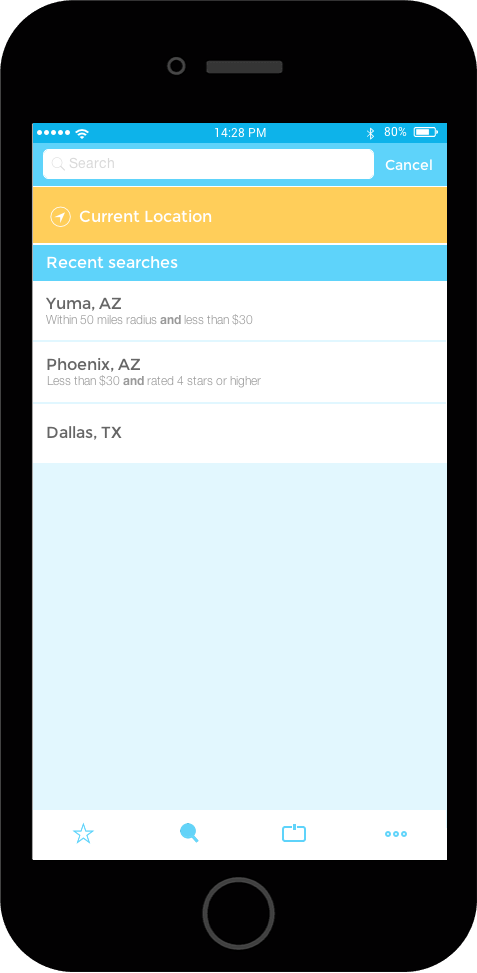 14:28 PM
80%
Search
Cancel
Current Location
Recent searches
Yuma, AZ
Within 50 miles radius and less than $30
Phoenix, AZ
Less than $30 and rated 4 stars or higher
Dallas, TX